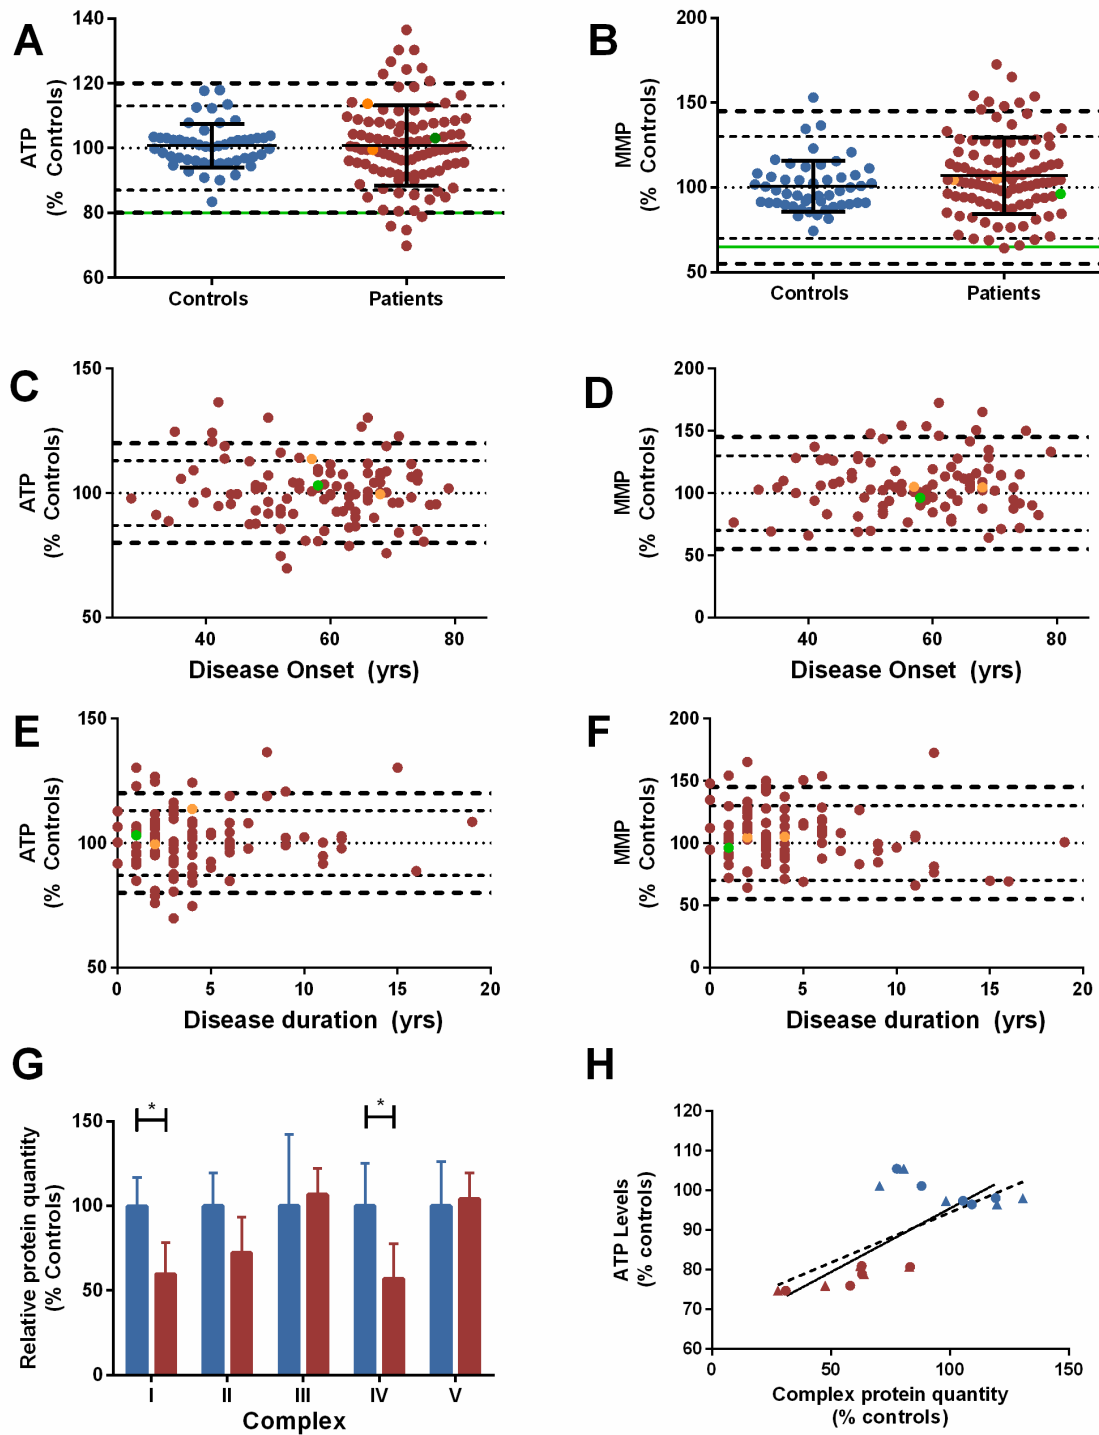 A
ATP
(% Controls)
140
120
100
80
60
Controls
Patients
B
MMP
(% Controls)
200
150
100
50
Controls
Patients
C
ATP
(% Controls)
150
100
50
40
60
80
Disease Onset (yrs)
D
MMP
(% Controls)
200
150
100
50
0
40
60
80
Disease Onset (yrs)
E
ATP
(% Controls)
150
100
50
0
5
10
15
20
Disease duration (yrs)
F
MMP
(% Controls)
200
150
100
50
0
0
5
10
15
20
Disease duration (yrs)
G
Relative protein quantity
(% Controls)
150
100
50
0
*
*
I
II
III
IV
V
Complex
H
ATP Levels
(% controls)
120
110
100
90
80
70
60
0
50
100
150
Complex protein quantity
(% controls)